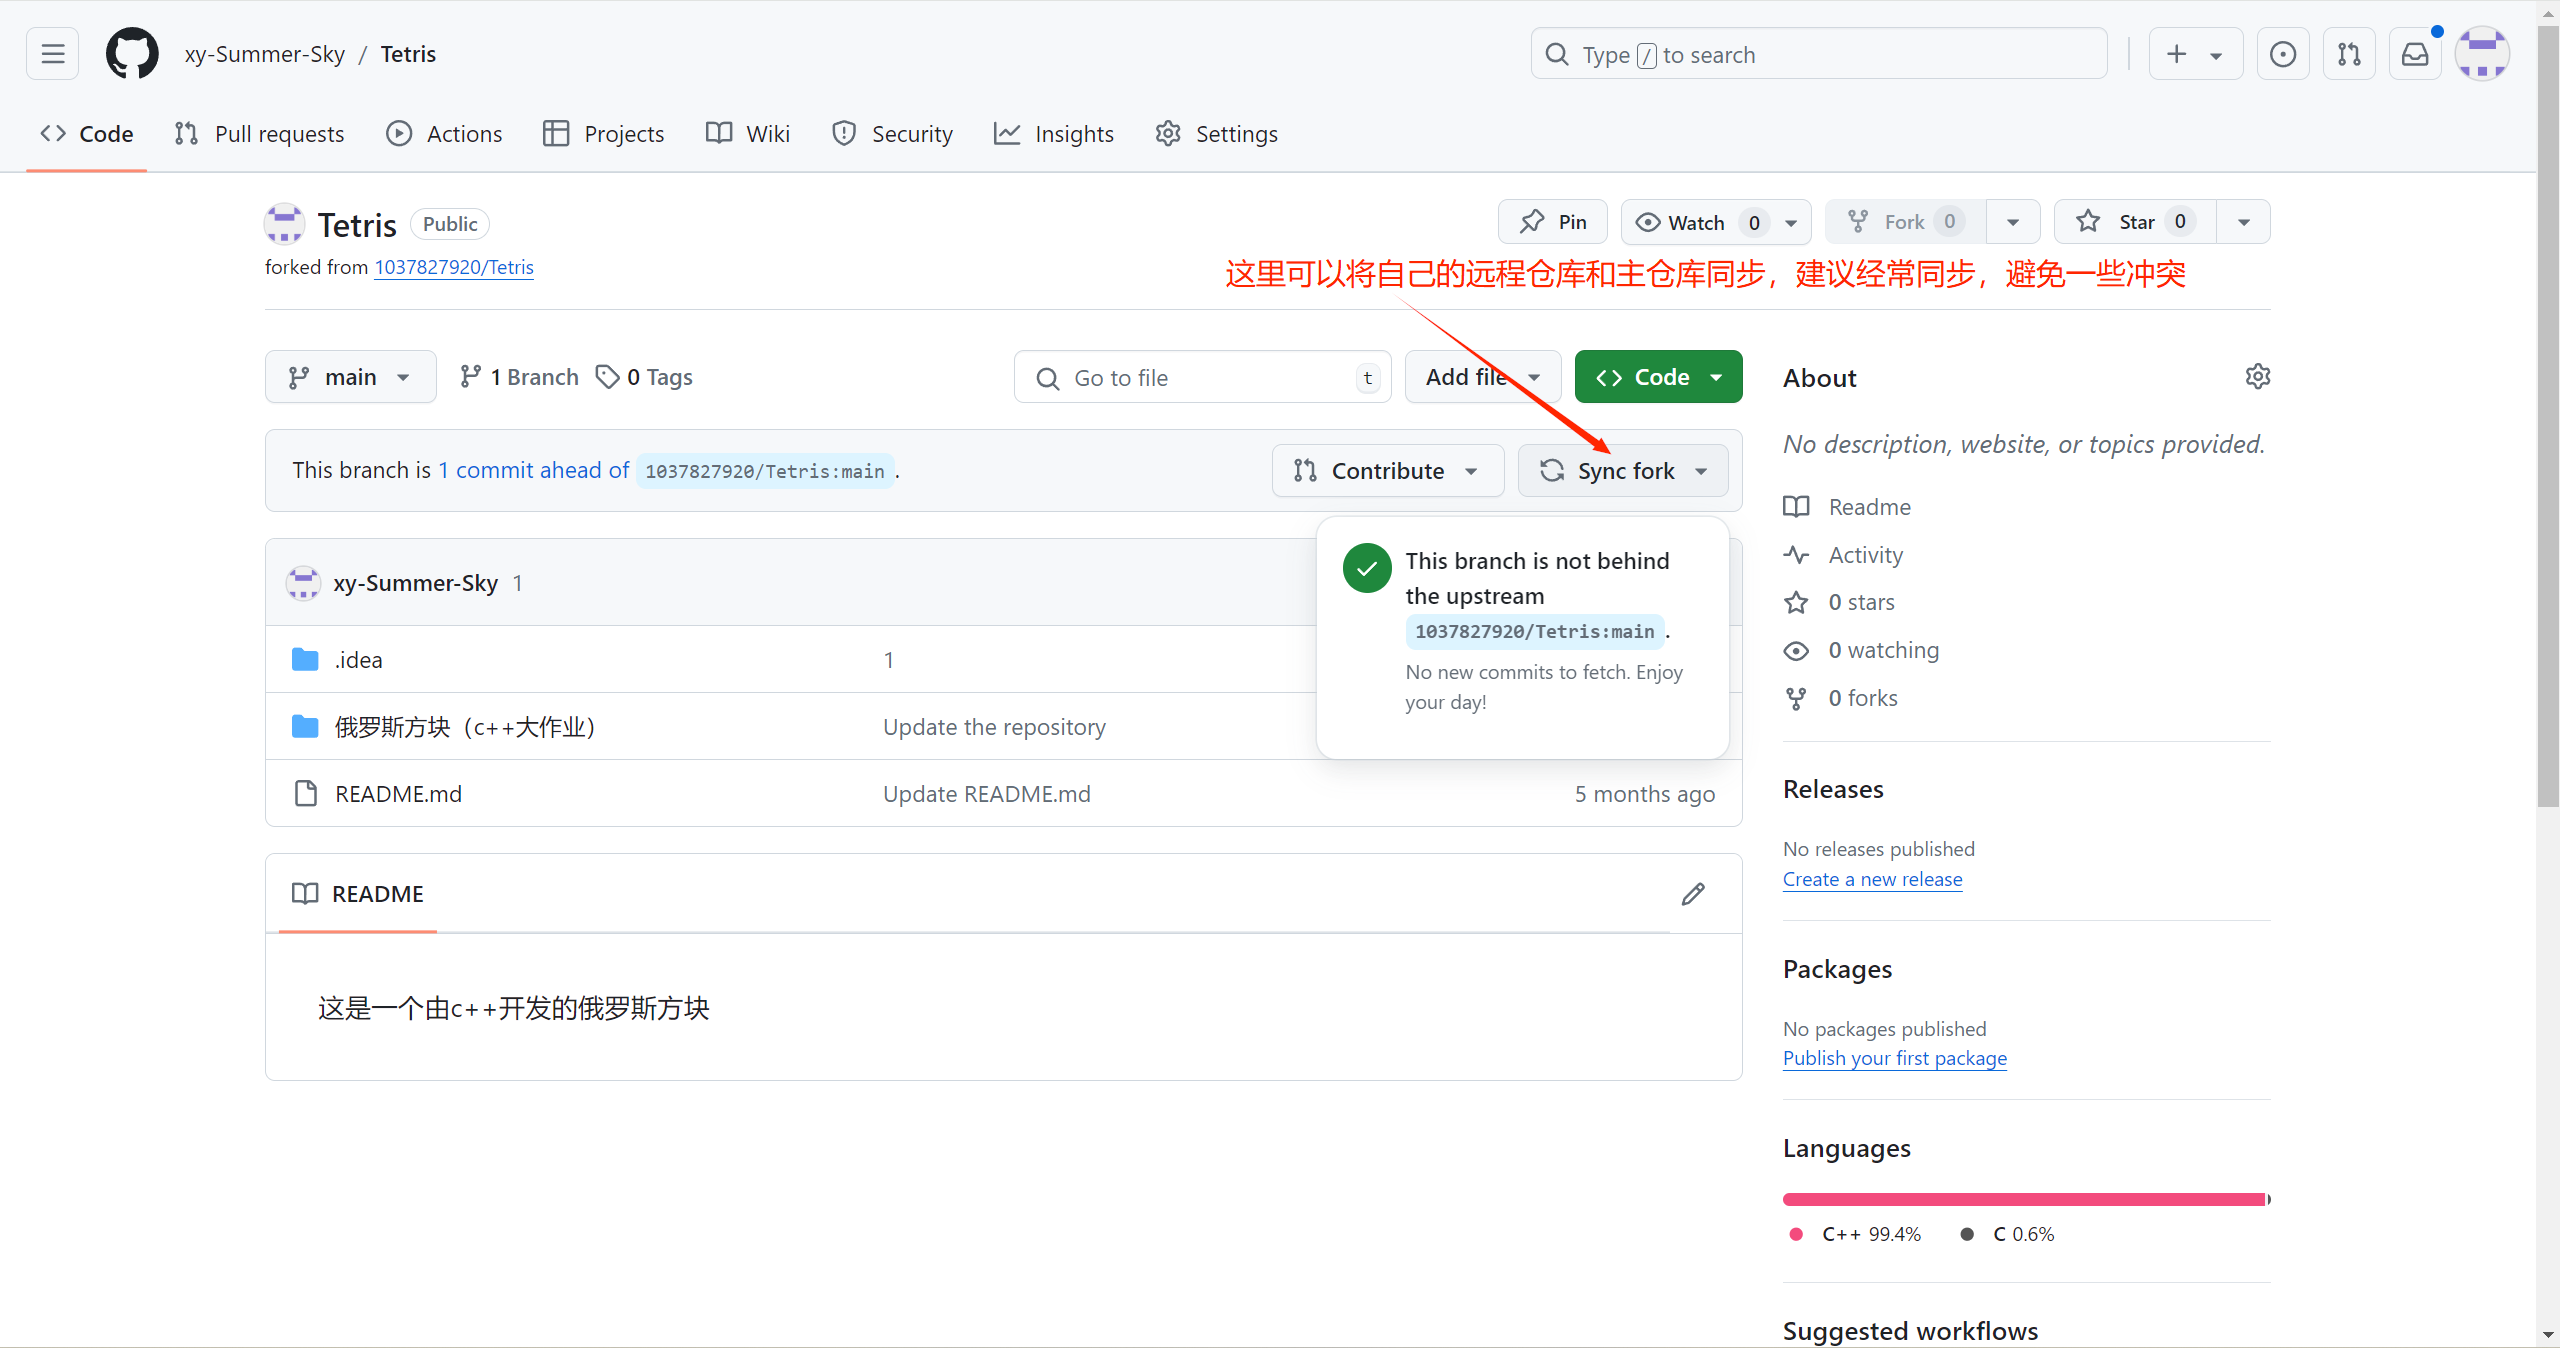 xy-Summer-Sky / Tetris
Type / to search
Code Pull requests Actions Projects Wiki Security Insights Settings
Tetris Public
Pin Watch 0 Fork 0 Star 0
forked from 1037827920/Tetris
这里可以将自己的远程仓库和主仓库同步，建议经常同步，避免一些冲突
main 1 Branch 0 Tags
Go to file t
Add file Code
This branch is 1 commit ahead of 1037827920/Tetris:main .
Contribute Sync fork
This branch is not behind
the upstream
1037827920/Tetris:main .
No new commits to fetch. Enjoy
your day!
xy-Summer-Sky 1
.idea 1
俄罗斯方块（c++大作业） Update the repository
README.md Update README.md 5 months ago
README
这是一个由c++开发的俄罗斯方块
About
No description, website, or topics provided.
Readme
Activity
0 stars
0 watching
0 forks
Releases
No releases published
Create a new release
Packages
No packages published
Publish your first package
Languages
C++ 99.4% C 0.6%
Suggested workflows